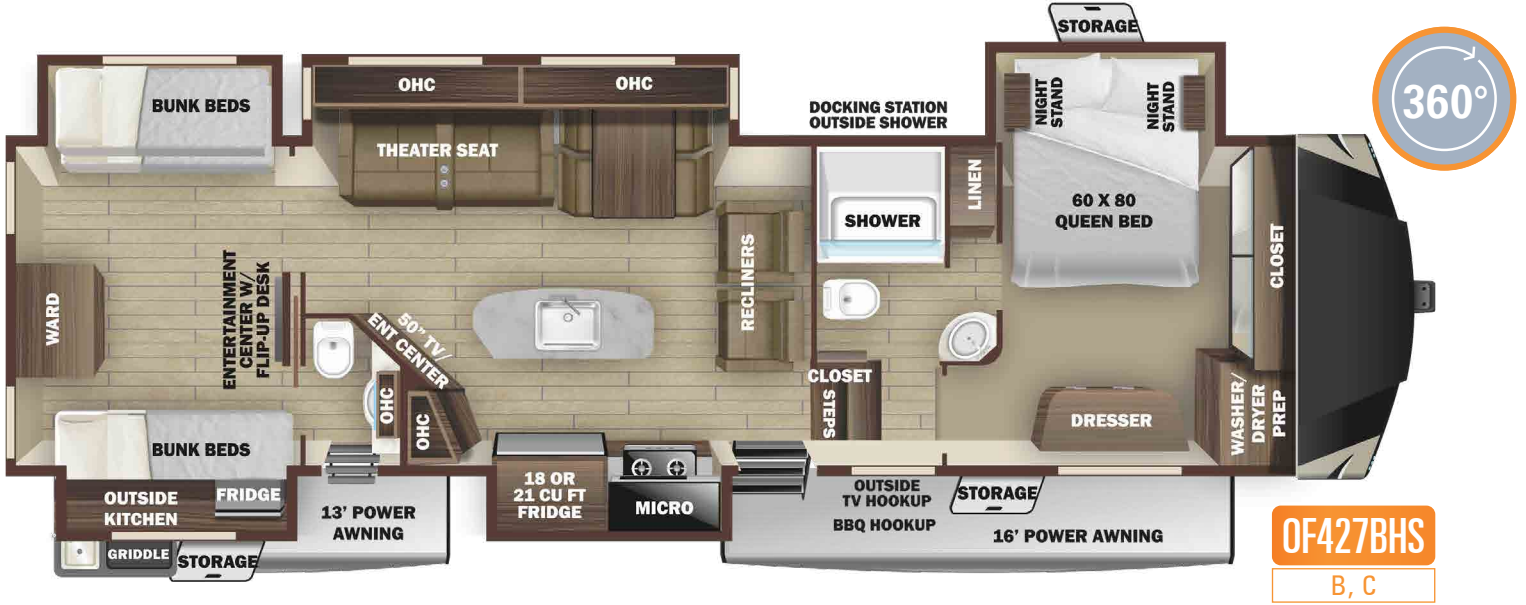 STORAGE
360°
BUNK BEDS
OHC
OHC
THEATER SEAT
DOCKING STATION
OUTSIDE SHOWER
NIGHT
STAND
NIGHT
STAND
LINEN
60 X 80
QUEEN BED
SHOWER
CLOSET
RECLINERS
WARD
ENTERTAINMENT
CENTER W/
FLIP-UP DESK
50” TV/
ENT CENTER
OHC
OHC
CLOSET
STEPS
DRESSER
WASHER/
DRYER
PREP
BUNK BEDS
OUTSIDE
KITCHEN
FRIDGE
GRIDDLE
STORAGE
13’ POWER
AWNING
18 OR
21 CU FT
FRIDGE
MICRO
OUTSIDE
TV HOOKUP
BBQ HOOKUP
STORAGE
16’ POWER AWNING
OF427BHS
B, C